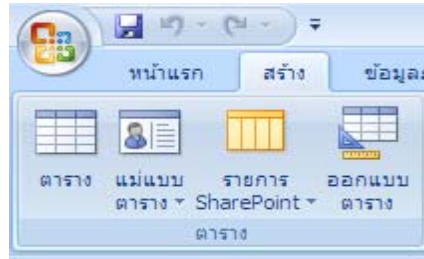 หน้าแรก สร้าง ข้อมูล
ตาราง แม่แบบ รายการ ออกแบบ
ตาราง SharePoint ตาราง
ตาราง